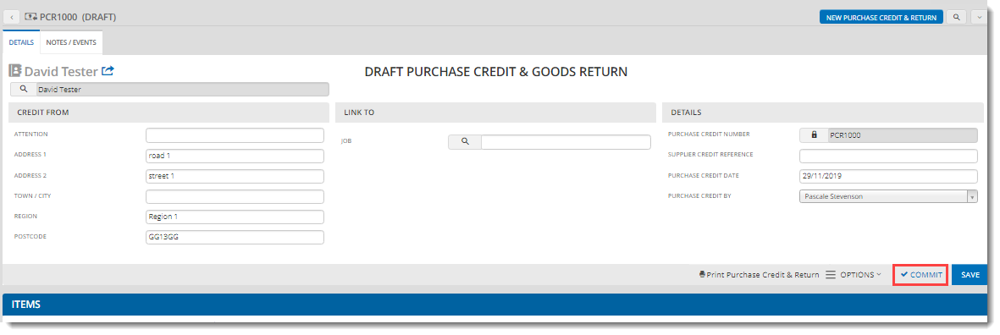 PCR1000 (DRAFT)
NEW PURCHASE CREDIT & RETURN
DETAILS
NOTES / EVENTS
David Tester
DRAFT PURCHASE CREDIT & GOODS RETURN
David Tester
CREDIT FROM
ATTENTION
ADDRESS 1
road 1
ADDRESS 2
street 1
TOWN / CITY
REGION
Region 1
POSTCODE
GG13GG
LINK TO
JOB
DETAILS
PURCHASE CREDIT NUMBER
PCR1000
SUPPLIER CREDIT REFERENCE
PURCHASE CREDIT DATE
29/11/2019
PURCHASE CREDIT BY
Pascale Stevenson
Print Purchase Credit & Return
OPTIONS
COMMIT
SAVE
ITEMS